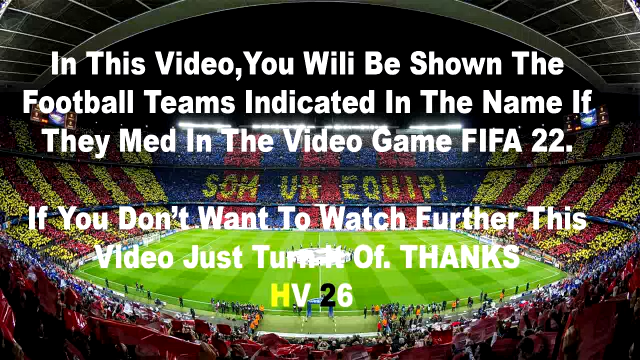 In This Video,You Wili Be Shown The
Football Teams Indicated In The Name If
They Med In The Video Game FIFA 22.
SOM UN EQUIP!
If You Don't Want To Watch Further This
Video Just Turn It Of. THANKS
HV 26